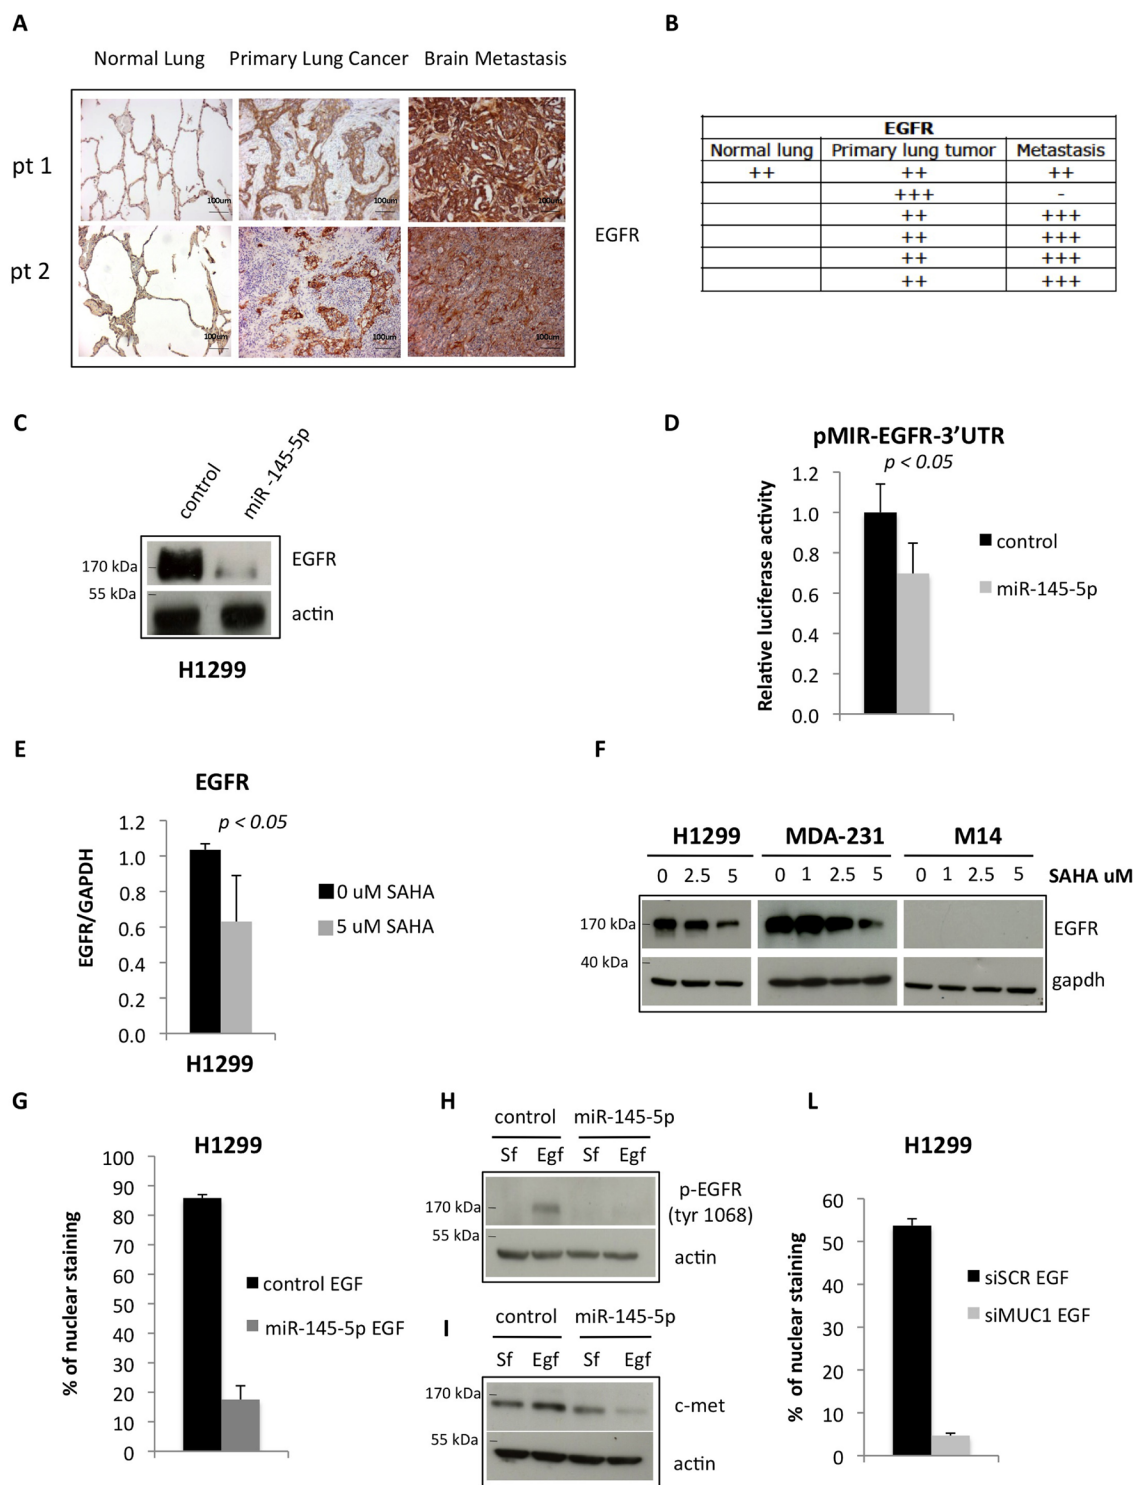 A
Normal Lung Primary Lung Cancer Brain Metastasis
pt 1
100um 100um 100um
pt 2
100um 100um 100um
EGFR
B
EGFR
Normal lung Primary lung tumor Metastasis
++ ++ ++
+++ -
++ +++
++ +++
++ +++
++ +++
C
control miR -145-5p
170 kDa EGFR
55 kDa
actin
H1299
D
pMIR-EGFR-3'UTR
p < 0.05
Relative luciferase activity
1.2
1.0
0.8
0.6
0.4
0.2
0.0
control
miR-145-5p
E
EGFR
p < 0.05
EGFR/GAPDH
1.2
1.0
0.8
0.6
0.4
0.2
0.0
0 uM SAHA
5 uM SAHA
H1299
F
H1299 MDA-231 M14
0 2.5 5 0 1 2.5 5 0 1 2.5 5 SAHA uM
170 kDa EGFR
40 kDa
gapdh
G
H1299
% of nuclear staining
100
90
80
70
60
50
40
30
20
10
0
control EGF
miR-145-5p EGF
H
control miR-145-5p
Sf Egf Sf Egf
170 kDa p-EGFR
(tyr 1068)
55 kDa
actin
I
control miR-145-5p
Sf Egf Sf Egf
170 kDa
c-met
55 kDa
actin
L
H1299
% of nuclear staining
60
50
40
30
20
10
0
siSCR EGF
siMUC1 EGF